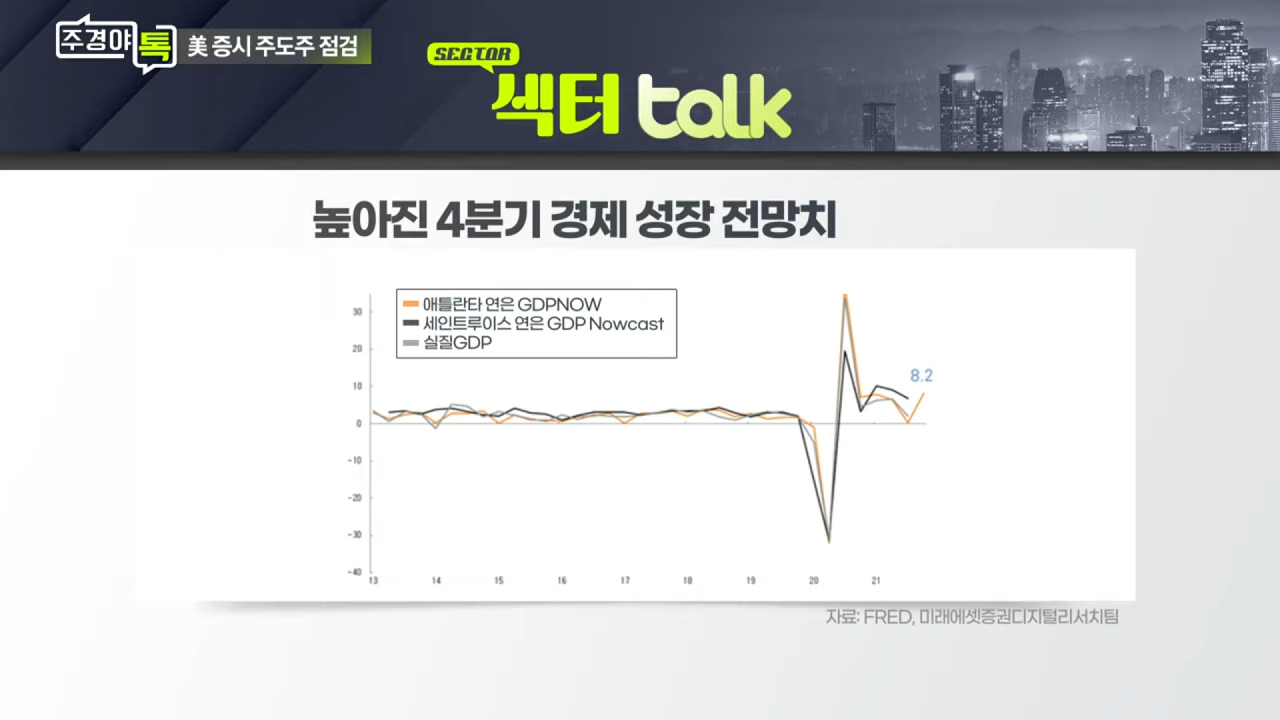 주경야톡
美 증시 주도주 점검
SECTOR
섹터 talk
높아진 4분기 경제 성장 전망치
애틀란타 연은 GDPNOW
세인트루이스 연은 GDP Nowcast
실질GDP
8.2
30
20
10
0
-10
-20
-30
-40
13 14 15 16 17 18 19 20 21
자료: FRED, 미래에셋증권디지털리서치팀